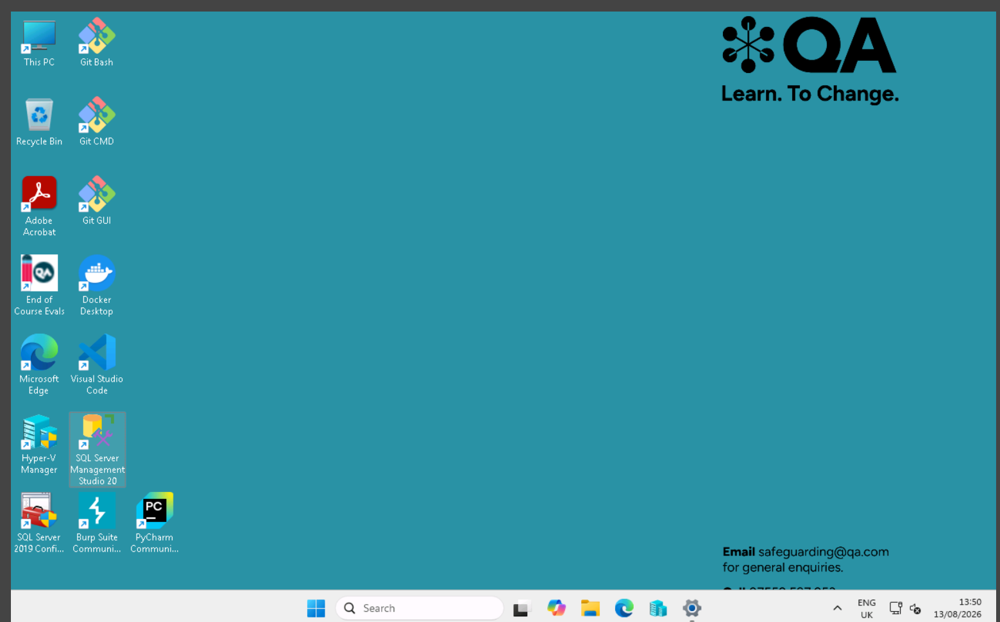 This PC
Git Bash
QA
Learn. To Change.
Recycle Bin
Git CMD
Adobe
Acrobat
Git GUI
QA
End of
Course Evals
Docker
Desktop
Microsoft
Edge
Visual Studio
Code
Hyper-V
Manager
SQL Server
Management
Studio 20
SQL Server
2019 Confi...
Burp Suite
Communi...
PC
PyCharm
Communi...
Email safeguarding@qa.com
for general enquiries.
Search
ENG
UK
13:50
13/08/2026